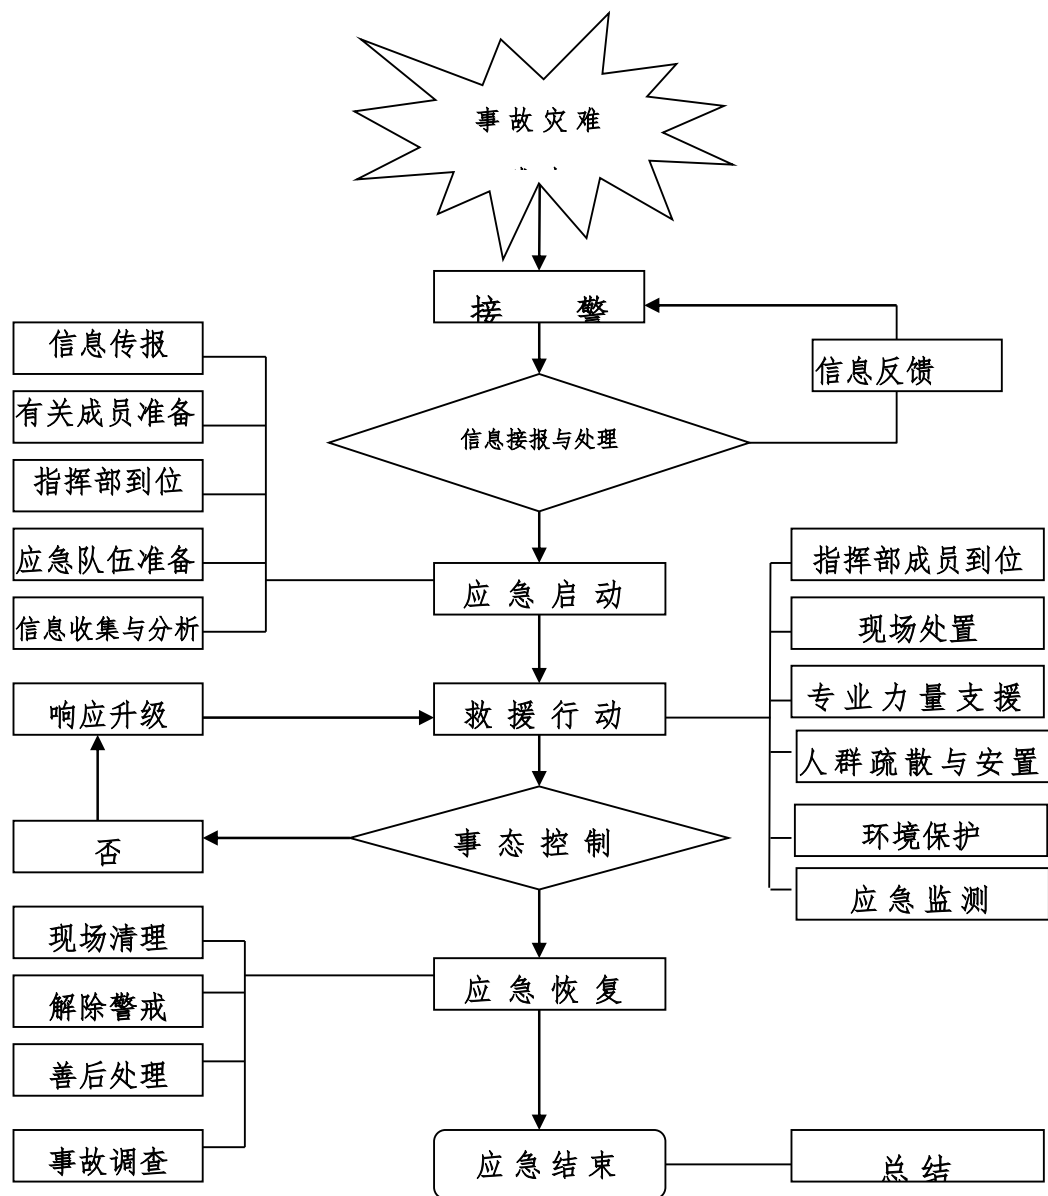 事故灾难
接 警
信息传报
信息反馈
有关成员准备
信息接报与处理
指挥部到位
应急队伍准备
指挥部成员到位
应急启动
信息收集与分析
现场处置
响应升级
救援行动
专业力量支援
人群疏散与安置
否
事态控制
环境保护
应急监测
现场清理
应急恢复
解除警戒
善后处理
事故调查
应急结束
总结